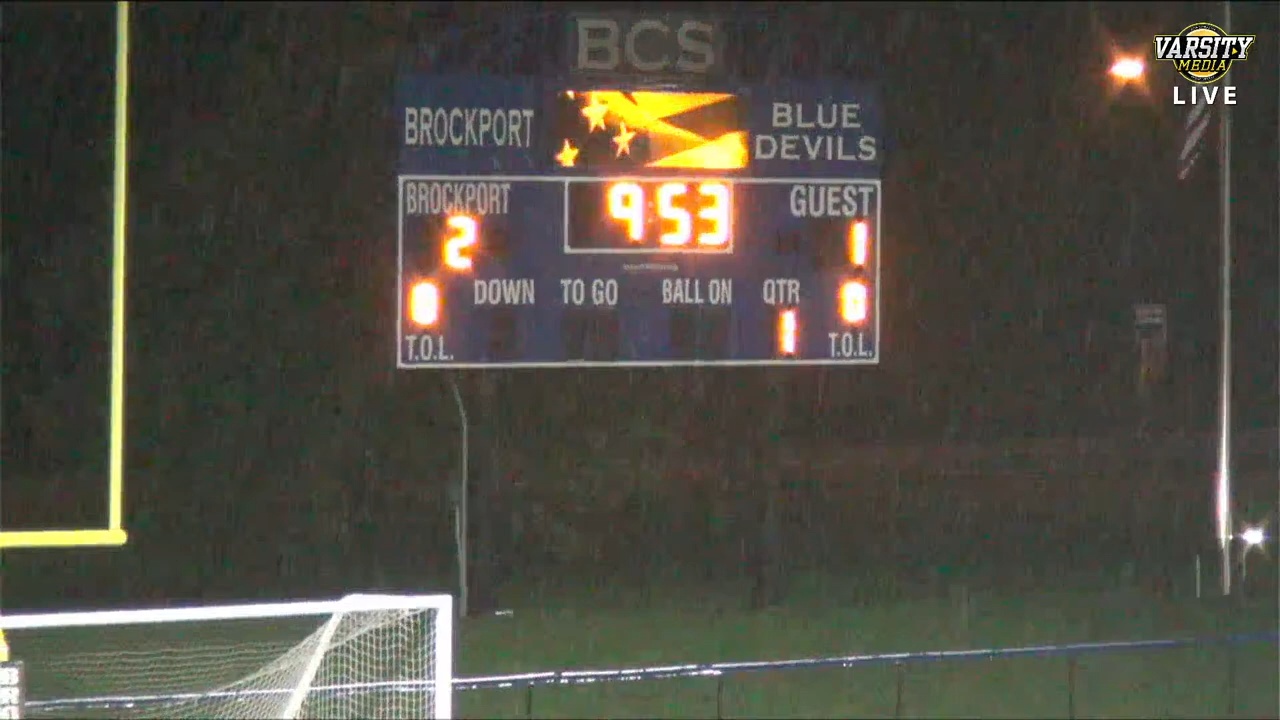 BCS
VARSITY
MEDIA
LIVE
BROCKPORT
BLUE
DEVILS
BROCKPORT
9:53
GUEST
2
1
0
DOWN
TO GO
BALL ON
QTR
0
1
T.O.L.
T.O.L.